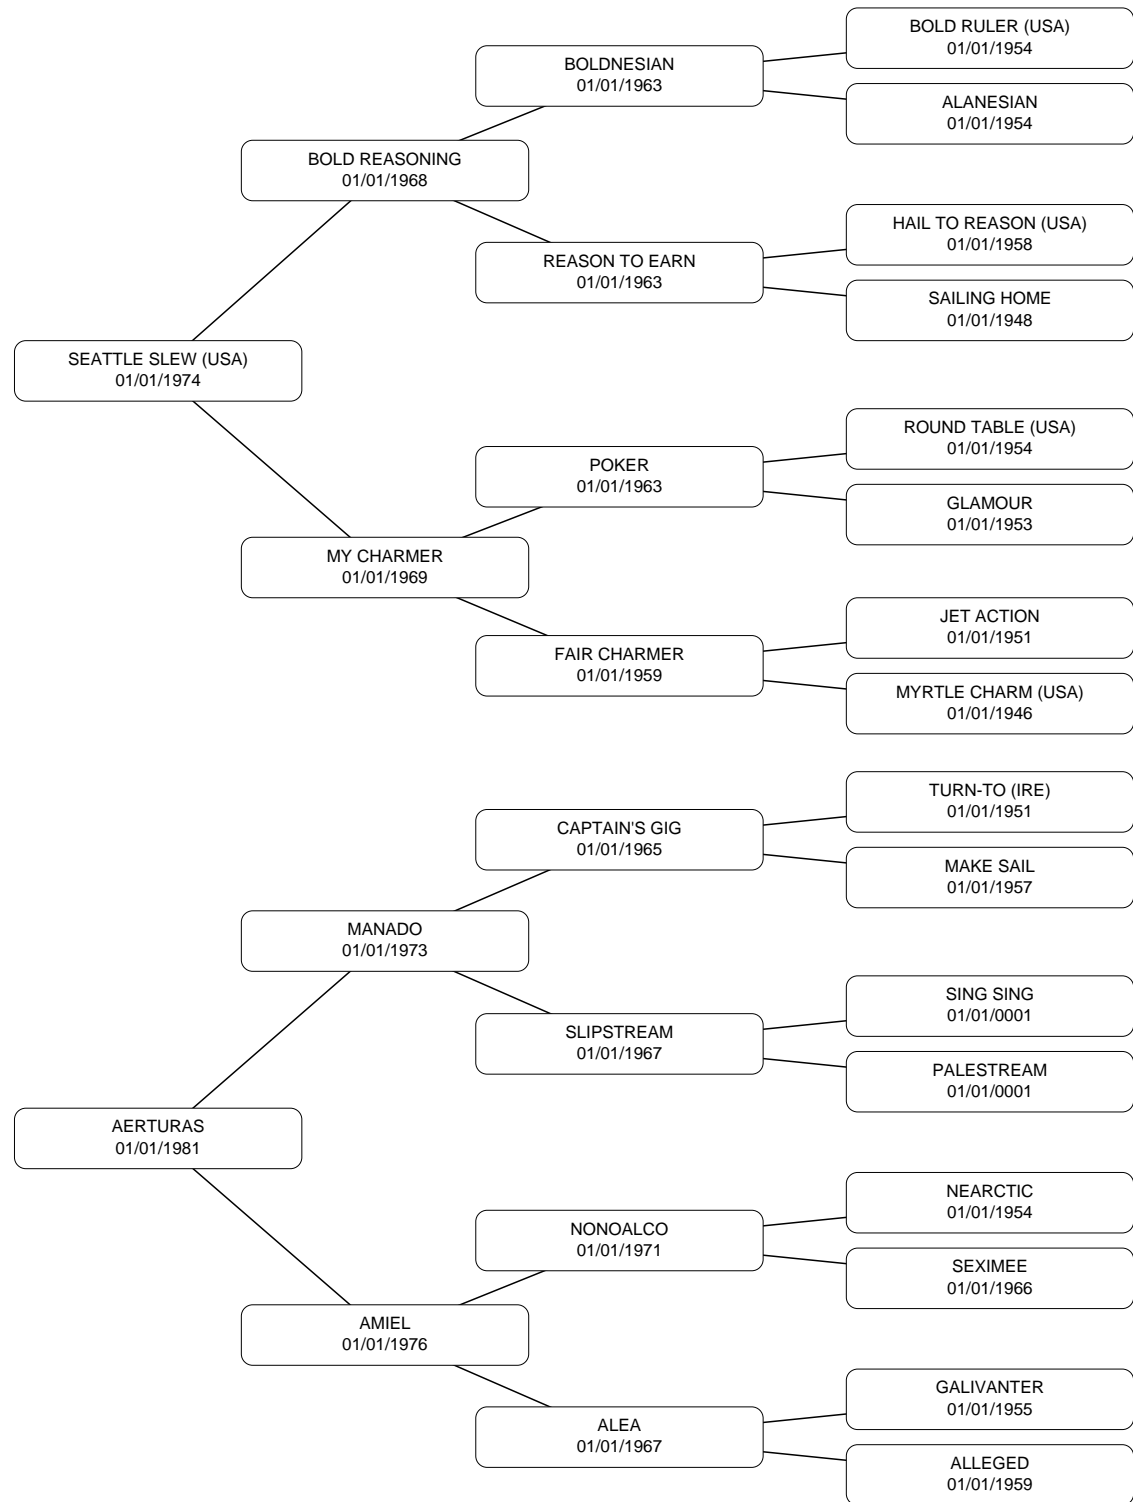 BOLD RULER (USA)
01/01/1954
BOLDNESIAN
01/01/1963
ALANESIAN
01/01/1954
BOLD REASONING
01/01/1968
HAIL TO REASON (USA)
01/01/1958
REASON TO EARN
01/01/1963
SAILING HOME
01/01/1948
SEATTLE SLEW (USA)
01/01/1974
ROUND TABLE (USA)
01/01/1954
POKER
01/01/1963
GLAMOUR
01/01/1953
MY CHARMER
01/01/1969
JET ACTION
01/01/1951
FAIR CHARMER
01/01/1959
MYRTLE CHARM (USA)
01/01/1946
TURN-TO (IRE)
01/01/1951
CAPTAIN'S GIG
01/01/1965
MAKE SAIL
01/01/1957
MANADO
01/01/1973
SING SING
01/01/0001
SLIPSTREAM
01/01/1967
PALESTREAM
01/01/0001
AERTURAS
01/01/1981
NEARCTIC
01/01/1954
NONOALCO
01/01/1971
SEXIMEE
01/01/1966
AMIEL
01/01/1976
GALIVANTER
01/01/1955
ALEA
01/01/1967
ALLEGED
01/01/1959